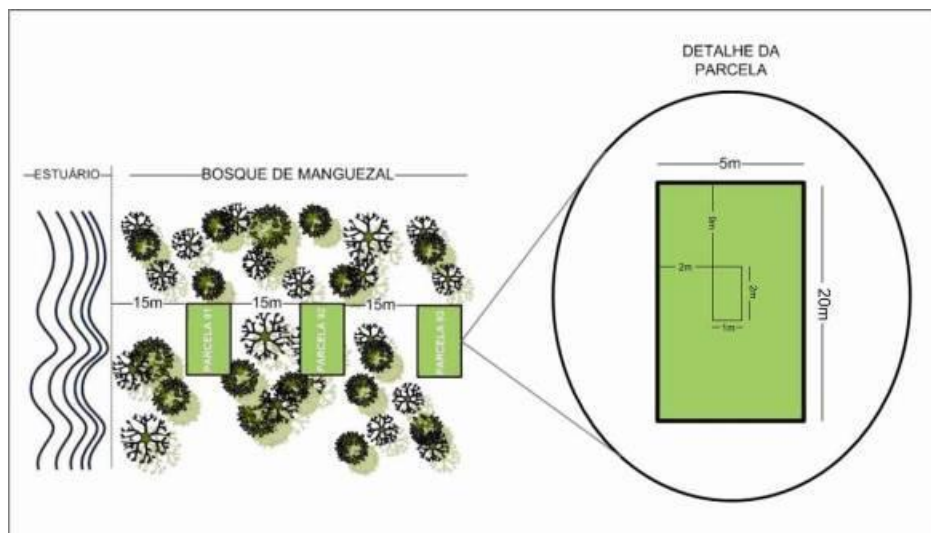 DETALHE DA
PARCELA
ESTUÁRIO
BOSQUE DE MANGUEZAL
5m
9m
2m
2m
1m
20m
15m
15m
15m
PARCELA 01
PARCELA 02
PARCELA 03